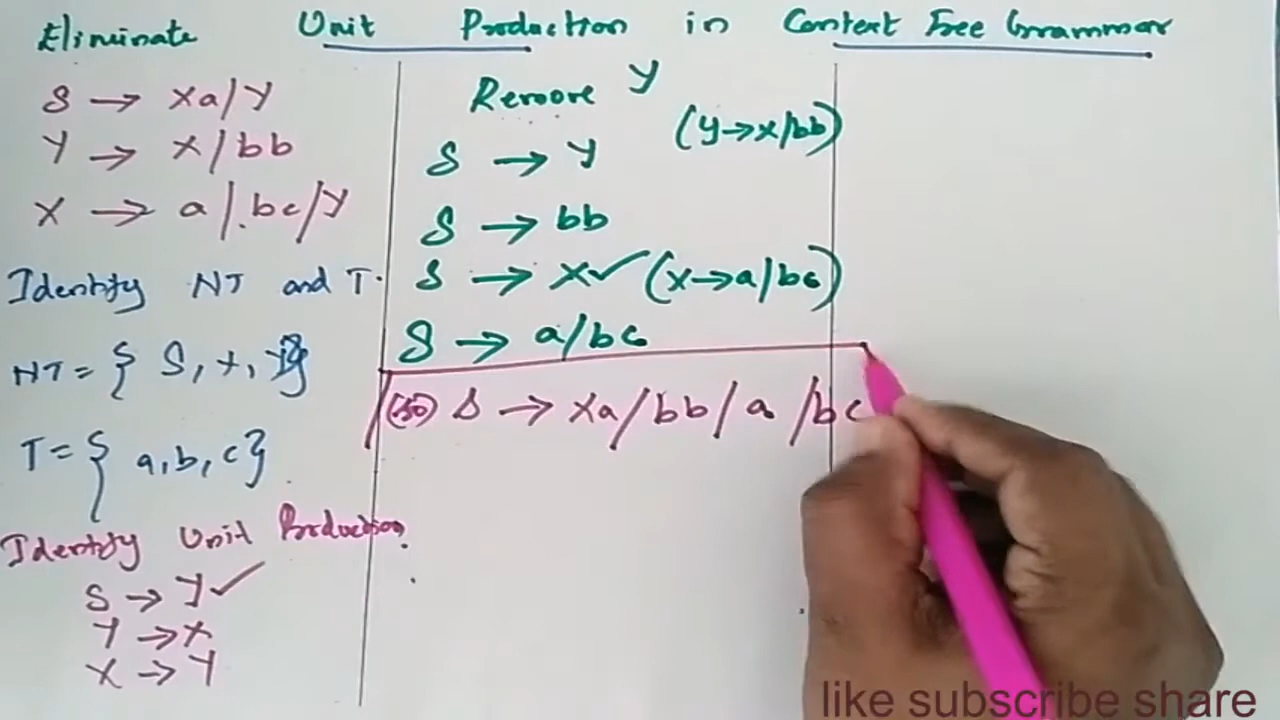 Eliminate Unit Production in Context Free Grammar
S → Xa/Y
Y → X/bb
X → a/.bc/Y
Identify NT and T.
NT = { S, X, Y}
T = { a, b, c}
Identify Unit Production.
S → Y ✓
Y → X
X → Y
Remove Y
S → Y (Y→X/bb)
S → bb
S → X ✓ (X→a/bc)
S → a/bc
(so) S → Xa/bb/a/bc
like subscribe share